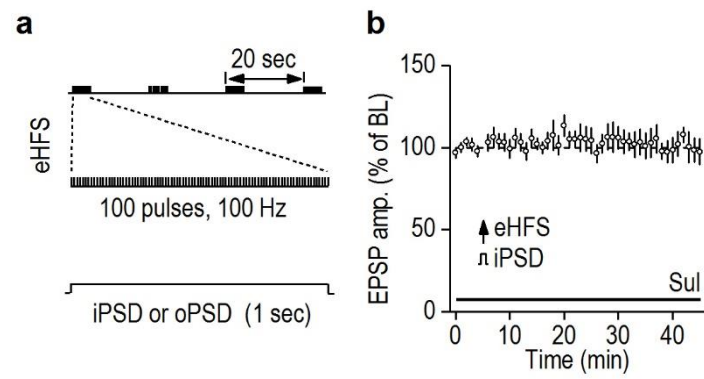 a
20 sec
eHFS
100 pulses, 100 Hz
iPSD or oPSD (1 sec)
b
EPSP amp. (% of BL)
150
100
50
0
eHFS
iPSD
Sul
0 10 20 30 40
Time (min)